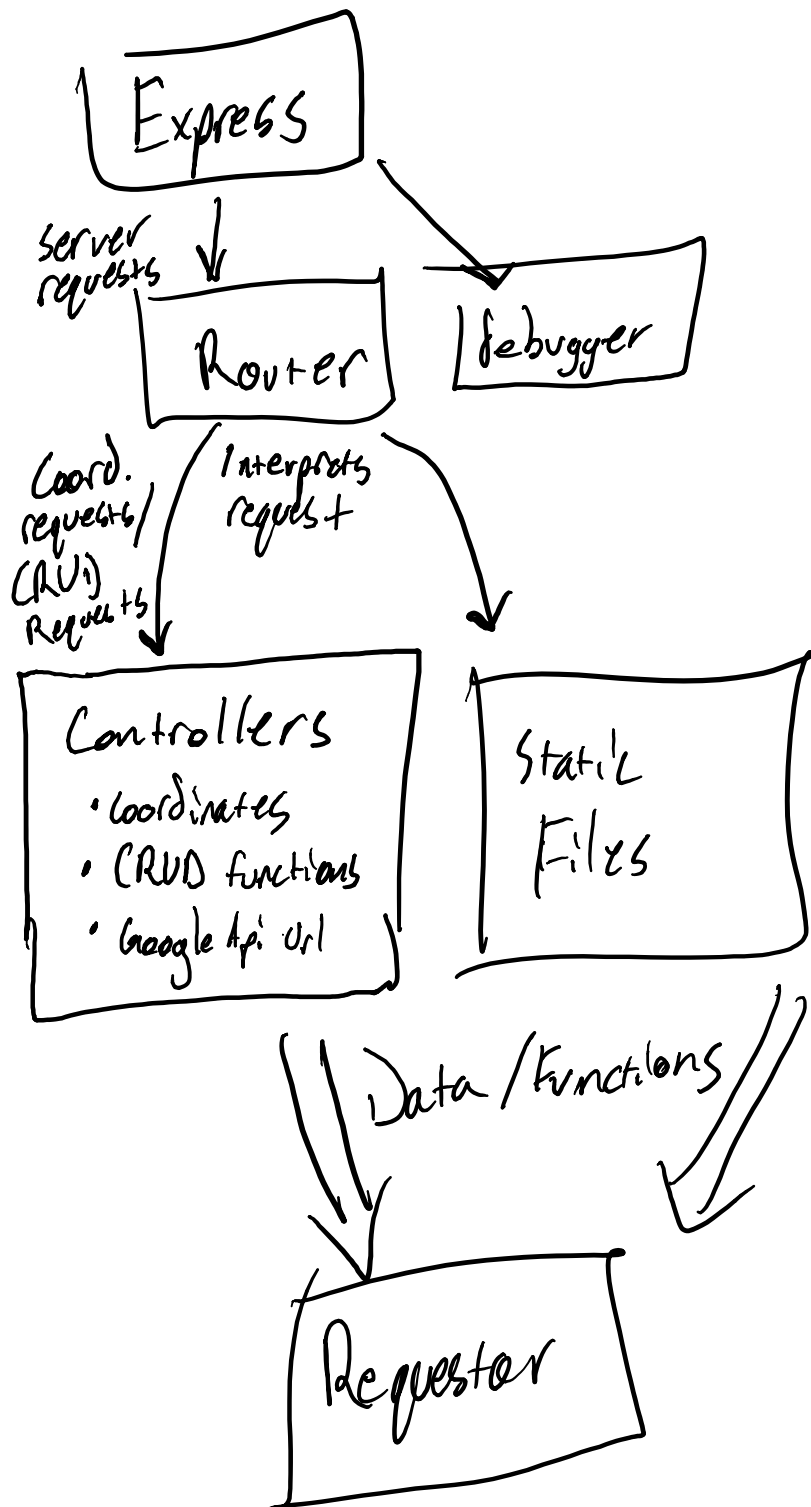 Express
Server
requests
Router
debugger
Coord.
requests/
CRUD
Requests
Interprets
request
Controllers
• Coordinates
• CRUD functions
• Google Api Url
Static
Files
Data/Functions
Requestor